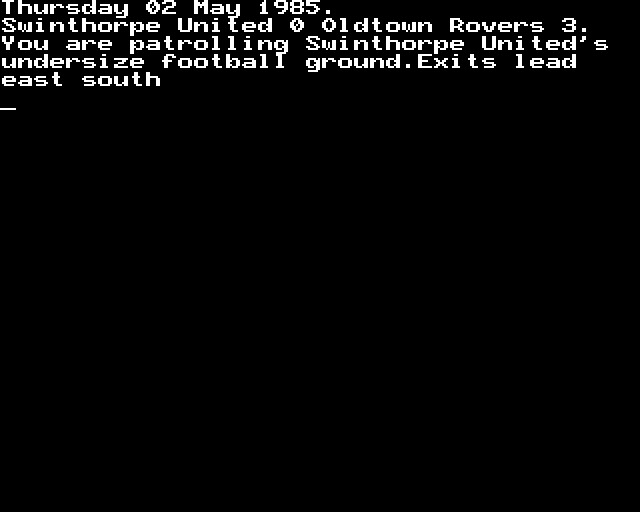 Thursday 02 May 1985.
Swinthorpe United 0 Oldtown Rovers 3.
You are patrolling Swinthorpe United's
undersize football ground.Exits lead
east south
_